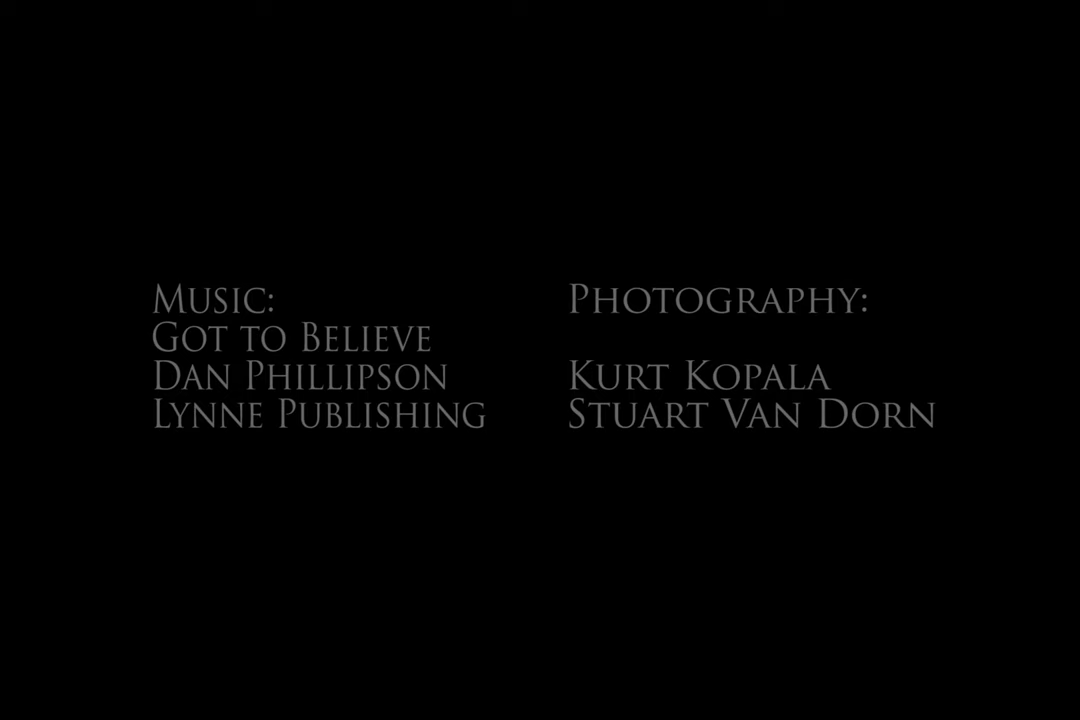 Music:
Got to Believe
Dan Phillipson
Lynne Publishing
Photography:
Kurt Kopala
Stuart Van Dorn